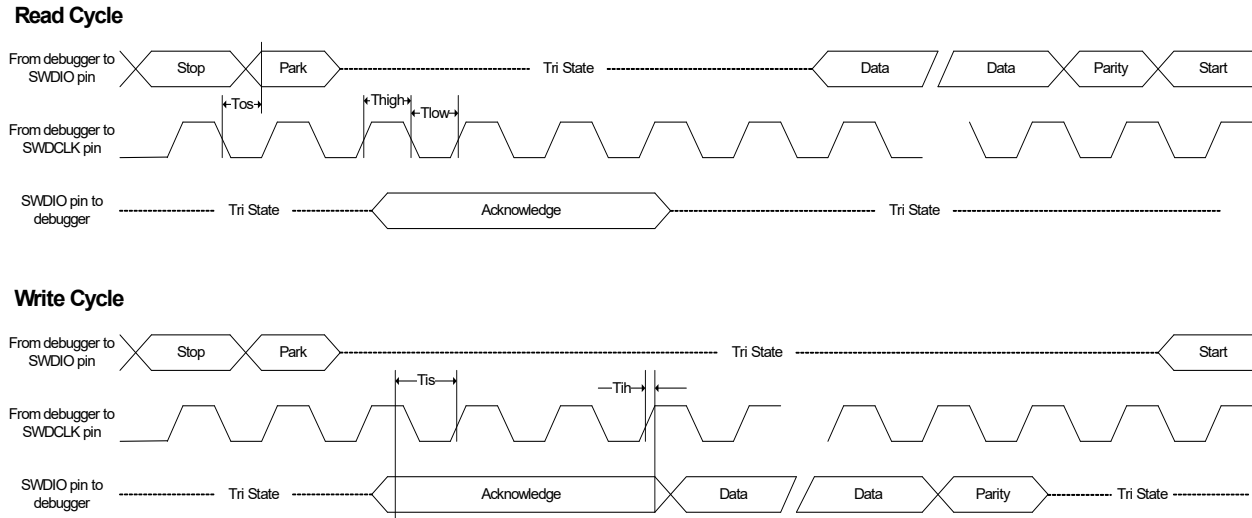 Read Cycle
From debugger to
SWDIO pin
Stop
Park
Tri State
Data
Data
Parity
Start
Tos
Thigh
Tlow
From debugger to
SWDCLK pin
SWDIO pin to
debugger
Tri State
Acknowledge
Tri State
Write Cycle
From debugger to
SWDIO pin
Stop
Park
Tri State
Start
Tis
Tih
From debugger to
SWDCLK pin
SWDIO pin to
debugger
Tri State
Acknowledge
Data
Data
Parity
Tri State